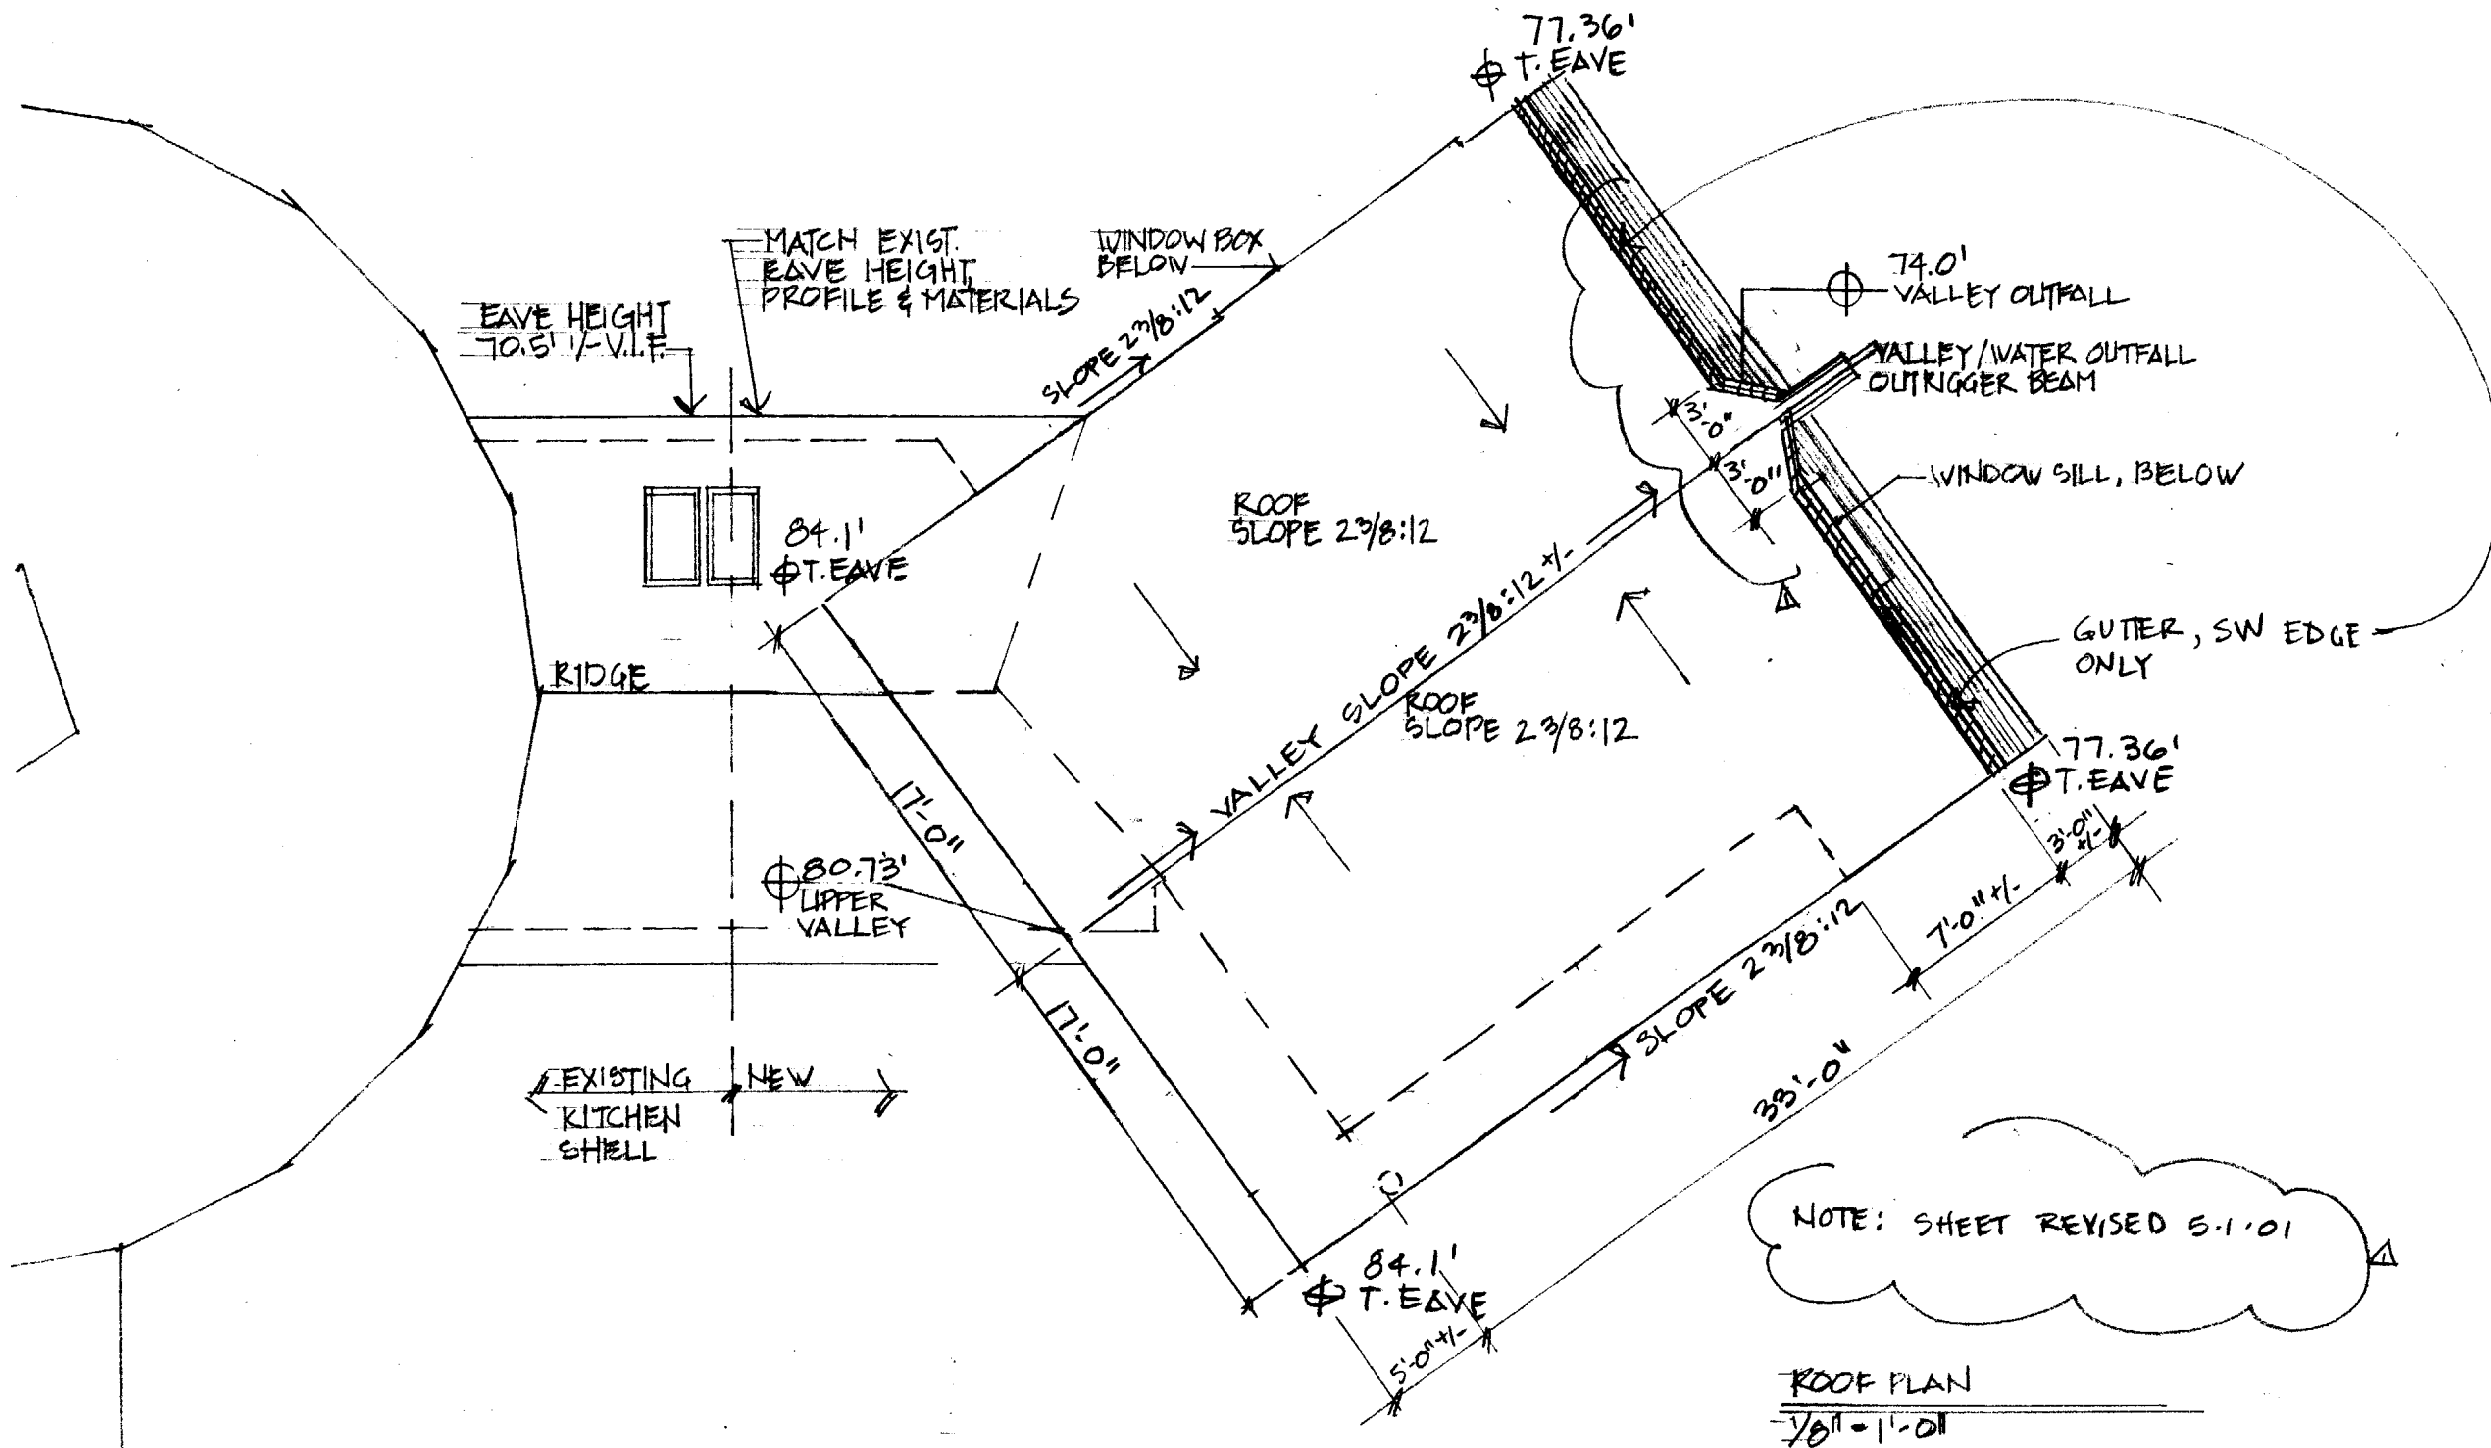 77.36'
T. EAVE
MATCH EXIST.
EAVE HEIGHT,
PROFILE & MATERIALS
WINDOW BOX
BELOW
EAVE HEIGHT
70.5' +/- V.I.F.
SLOPE 2 3/8:12
74.0'
VALLEY OUTFALL
VALLEY/WATER OUTFALL
OUTRIGGER BEAM
3'-0"
3'-0"
WINDOW SILL, BELOW
84.1'
T. EAVE
ROOF
SLOPE 2 3/8:12
VALLEY SLOPE 2 3/8:12 +/-
1
GUTTER, SW EDGE
ONLY
RIDGE
ROOF
SLOPE 2 3/8:12
77.36'
T. EAVE
17'-0"
3'-0"
+/-
80.73'
UPPER
VALLEY
7'-0" +/-
SLOPE 2 3/8:12
17'-0"
33'-0"
EXISTING
KITCHEN
SHELL
NEW
NOTE: SHEET REVISED 5.1.01
1
84.1'
T. EAVE
5'-0" +/-
ROOF PLAN
1/8" = 1'-0"